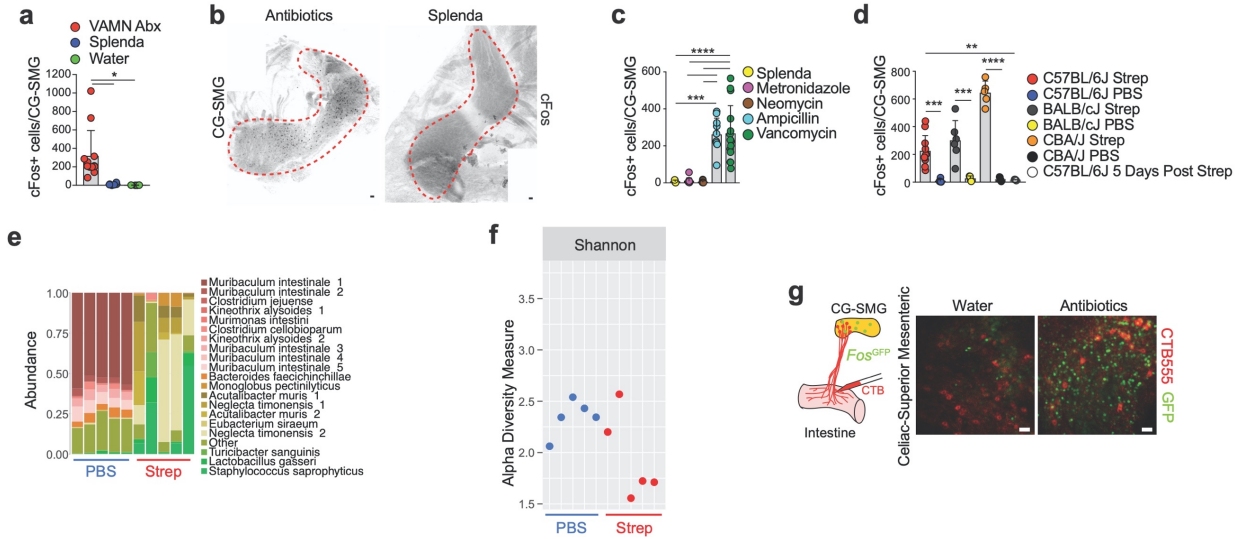 a
VAMN Abx
Splenda
Water
cFos+ cells/CG-SMG
1200
1000
800
600
400
200
0
*
b
Antibiotics
Splenda
CG-SMG
cFos
c
cFos+ cells/CG-SMG
600
400
200
0
****
***
Splenda
Metronidazole
Neomycin
Ampicillin
Vancomycin
d
cFos+ cells/CG-SMG
800
600
400
200
0
**
****
***
***
C57BL/6J Strep
C57BL/6J PBS
BALB/cJ Strep
BALB/cJ PBS
CBA/J Strep
CBA/J PBS
C57BL/6J 5 Days Post Strep
e
Abundance
1.00
0.75
0.50
0.25
0.00
PBS
Strep
Muribaculum intestinale 1
Muribaculum intestinale 2
Clostridium jejuense
Kineothrix alysoides 1
Murimonas intestini
Clostridium cellobioparum
Kineothrix alysoides 2
Muribaculum intestinale 3
Muribaculum intestinale 4
Muribaculum intestinale 5
Bacteroides faecichinchillae
Monoglobus pectinilyticus
Acutalibacter muris 1
Neglecta timonensis 1
Acutalibacter muris 2
Eubacterium siraeum
Neglecta timonensis 2
Other
Turicibacter sanguinis
Lactobacillus gasseri
Staphylococcus saprophyticus
f
Shannon
Alpha Diversity Measure
3.5
3.0
2.5
2.0
1.5
PBS
Strep
g
CG-SMG
FosGFP
CTB
Intestine
Celiac-Superior Mesenteric
Water
Antibiotics
CTB555 GFP